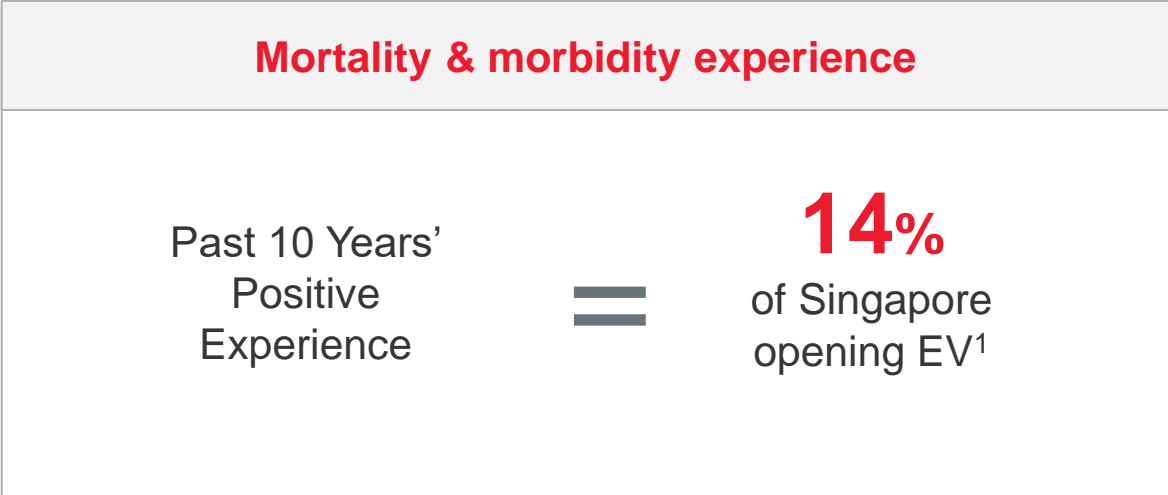 Mortality & morbidity experience
Past 10 Years’
Positive
Experience
=
14%
of Singapore
opening EV¹